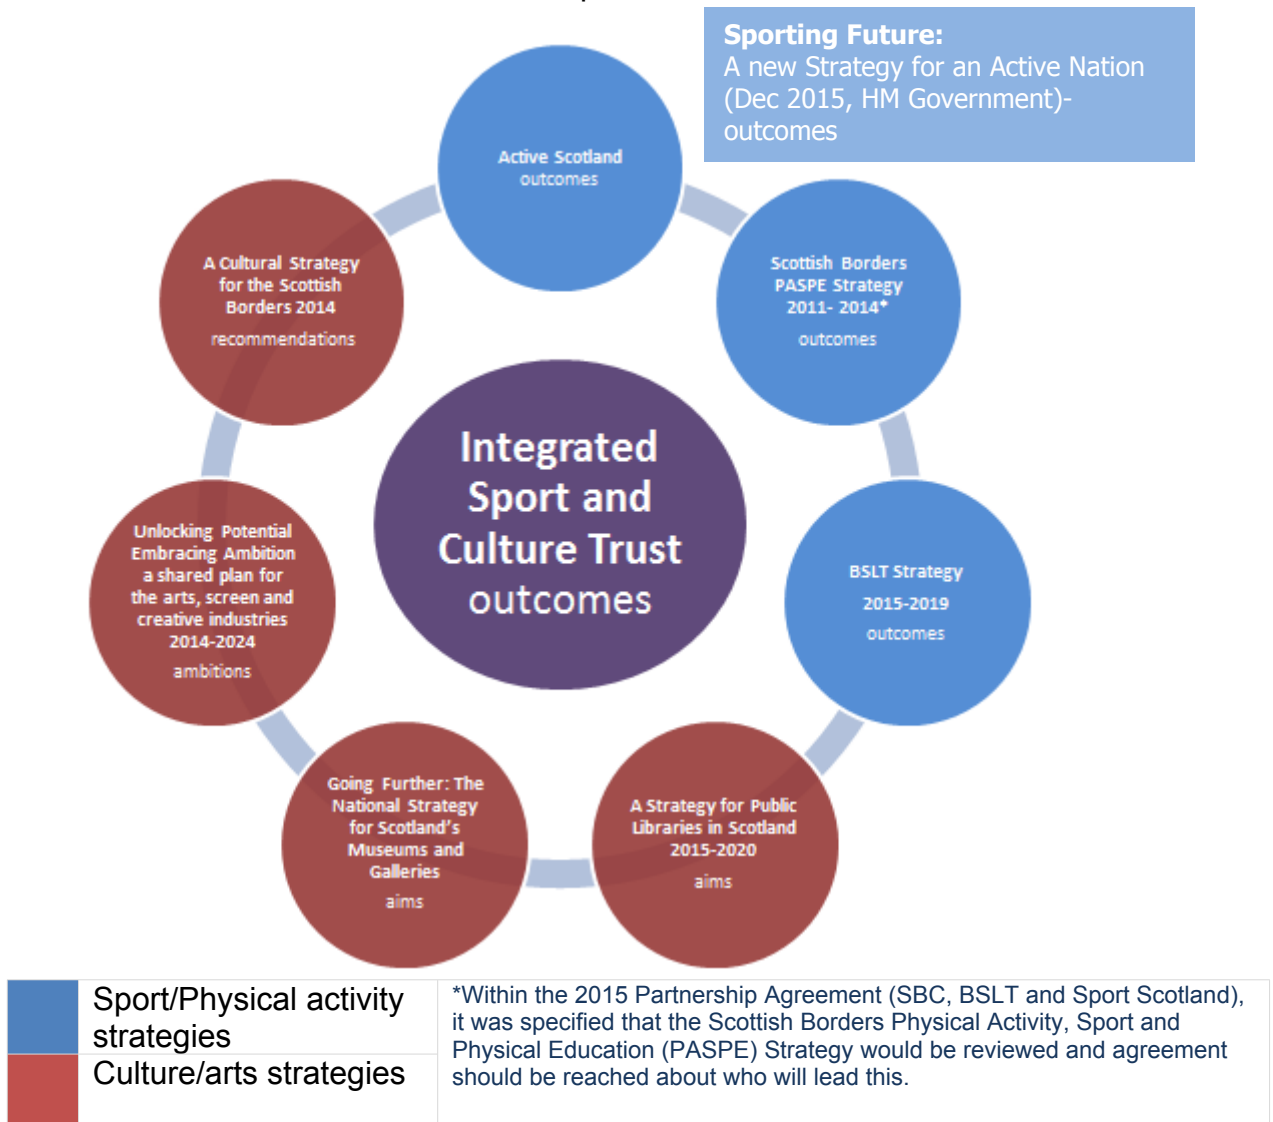 Sporting Future:
A new Strategy for an Active Nation
(Dec 2015, HM Government)-
outcomes
Active Scotland
outcomes
Scottish Borders
PASPE Strategy
2011- 2014*
outcomes
BSLT Strategy
2015-2019
outcomes
A Strategy for Public
Libraries in Scotland
2015-2020
aims
Going Further: The
National Strategy
for Scotland's
Museums and
Galleries
aims
Unlocking Potential
Embracing Ambition
a shared plan for
the arts, screen and
creative industries
2014-2024
ambitions
A Cultural Strategy
for the Scottish
Borders 2014
recommendations
Integrated
Sport and
Culture Trust
outcomes
Sport/Physical activity
strategies
Culture/arts strategies
*Within the 2015 Partnership Agreement (SBC, BSLT and Sport Scotland),
it was specified that the Scottish Borders Physical Activity, Sport and
Physical Education (PASPE) Strategy would be reviewed and agreement
should be reached about who will lead this.